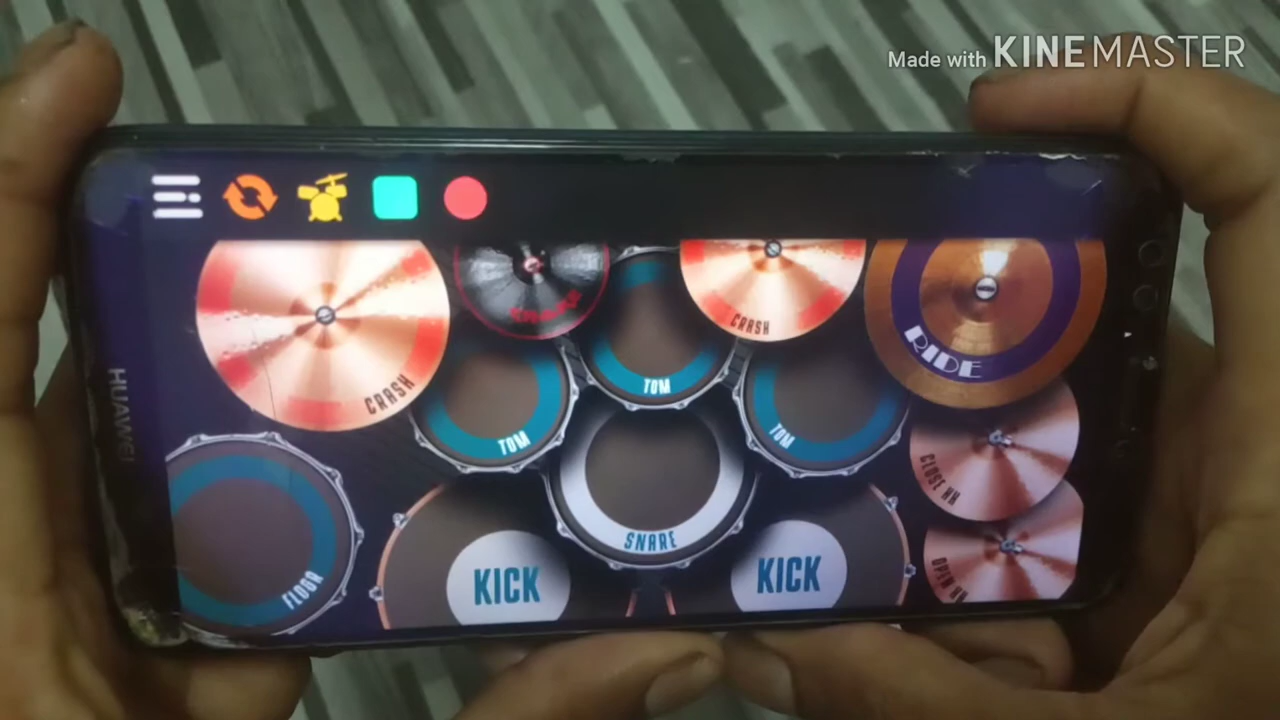 Made with KINEMASTER
HUAWEI
CRASH
CRASH
RIDE
TOM
TOM
TOM
CLOSE HH
SNARE
FLOOR
KICK
KICK
OPEN HH